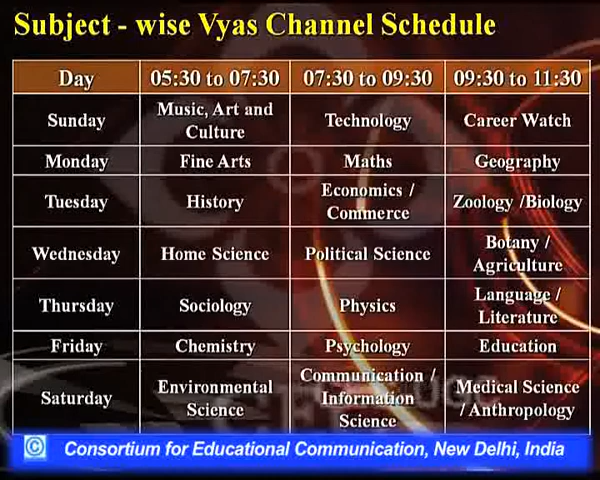 Subject - wise Vyas Channel Schedule
Day 05:30 to 07:30 07:30 to 09:30 09:30 to 11:30
Sunday Music, Art and Culture Technology Career Watch
Monday Fine Arts Maths Geography
Tuesday History Economics / Commerce Zoology /Biology
Wednesday Home Science Political Science Botany / Agriculture
Thursday Sociology Physics Language / Literature
Friday Chemistry Psychology Education
Saturday Environmental Science Communication / Information Science Medical Science / Anthropology
© Consortium for Educational Communication, New Delhi, India